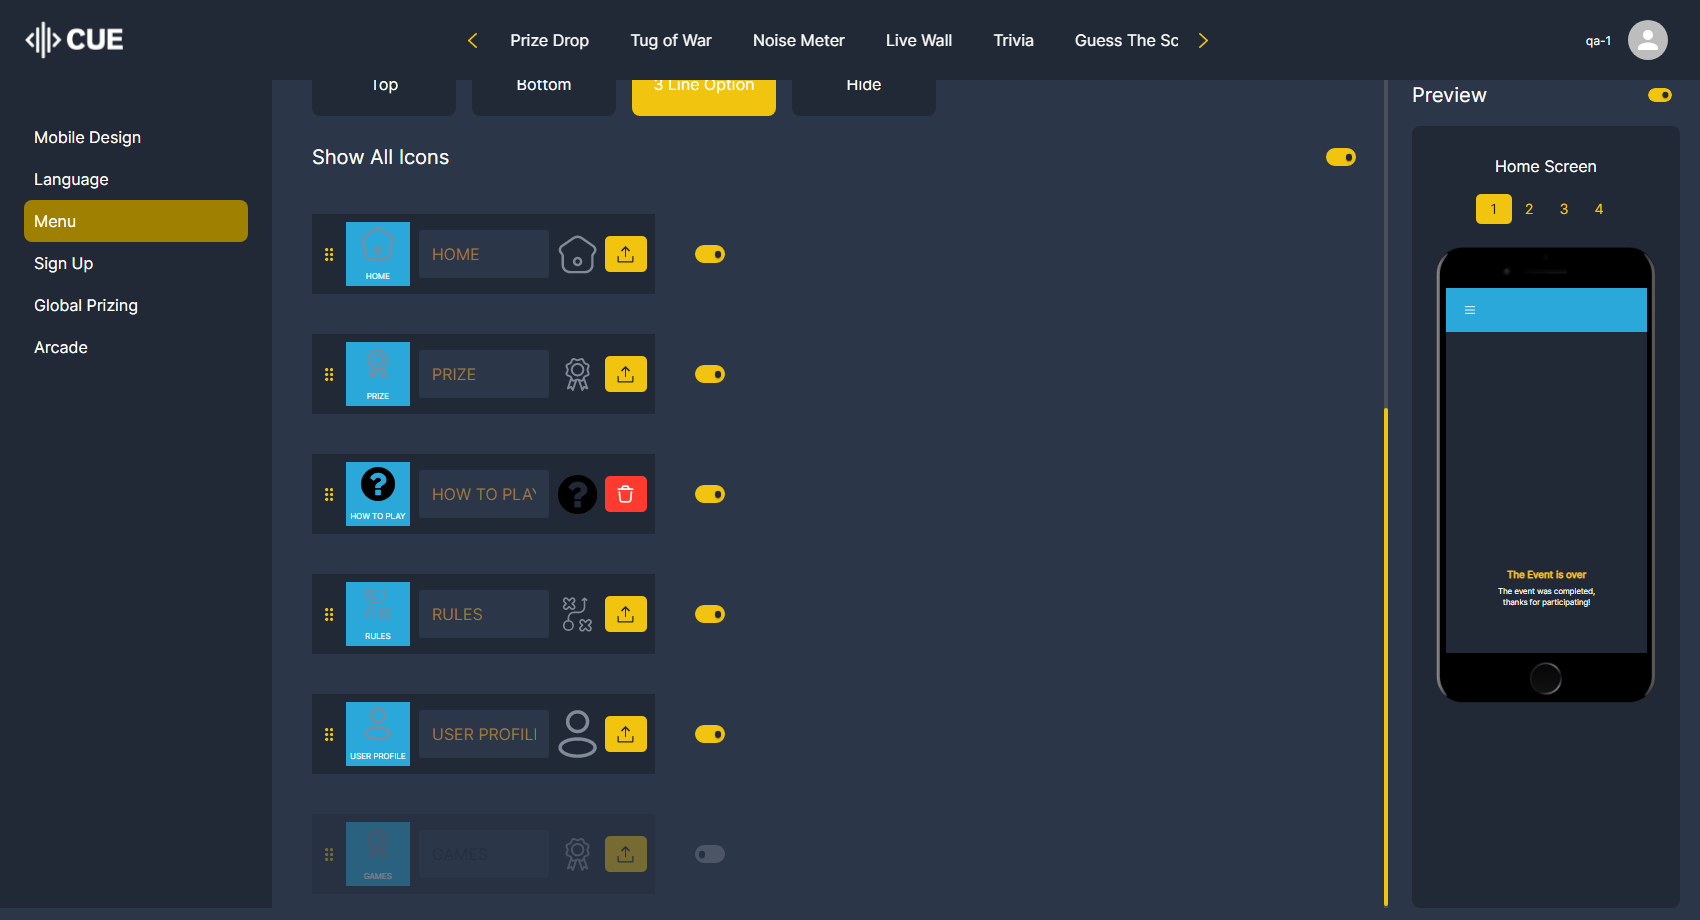 CUE
Prize Drop
Tug of War
Noise Meter
Live Wall
Trivia
Guess The Sc
qa-1
Mobile Design
Language
Menu
Sign Up
Global Prizing
Arcade
Top
Bottom
3 Line Option
Hide
Show All Icons
HOME
HOME
PRIZE
PRIZE
?
HOW TO PLAY
HOW TO PLAY
?
RULES
RULES
USER PROFILE
USER PROFIL
GAMES
GAMES
Preview
Home Screen
1 2 3 4
The Event is over
The event was completed,
thanks for participating!